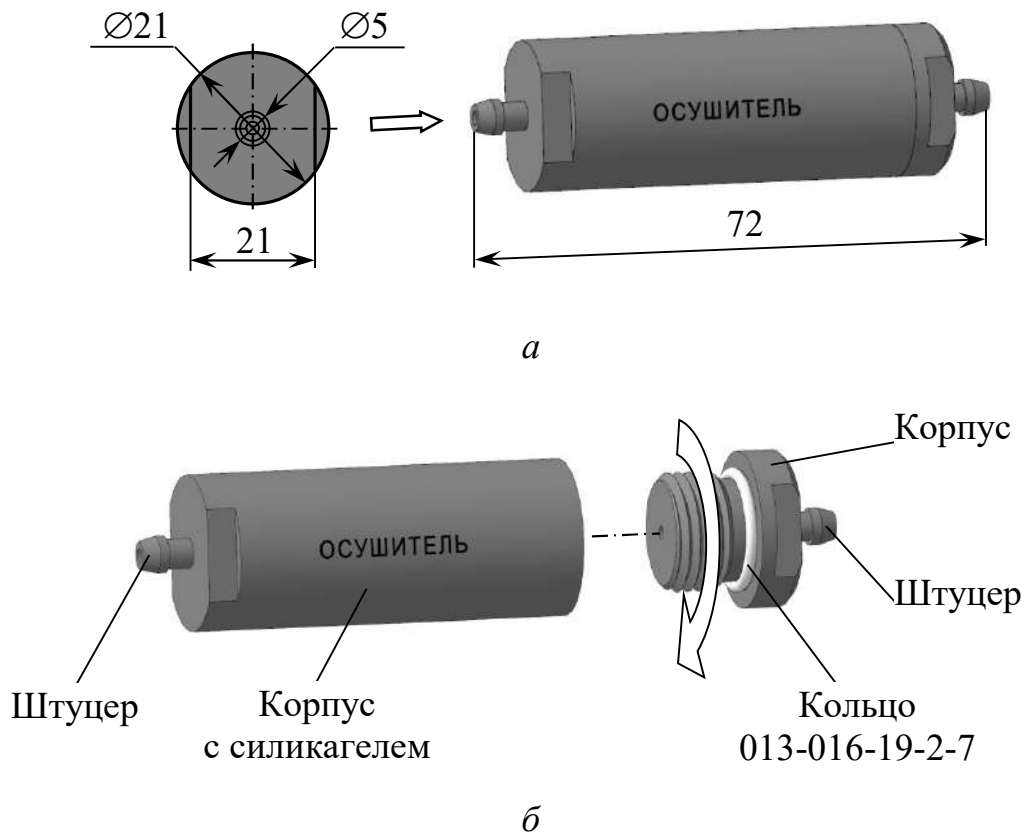 ∅21
∅5
21
ОСУШИТЕЛЬ
72
а
Корпус
ОСУШИТЕЛЬ
Штуцер
Штуцер
Корпус
с силикагелем
Кольцо
013-016-19-2-7
б